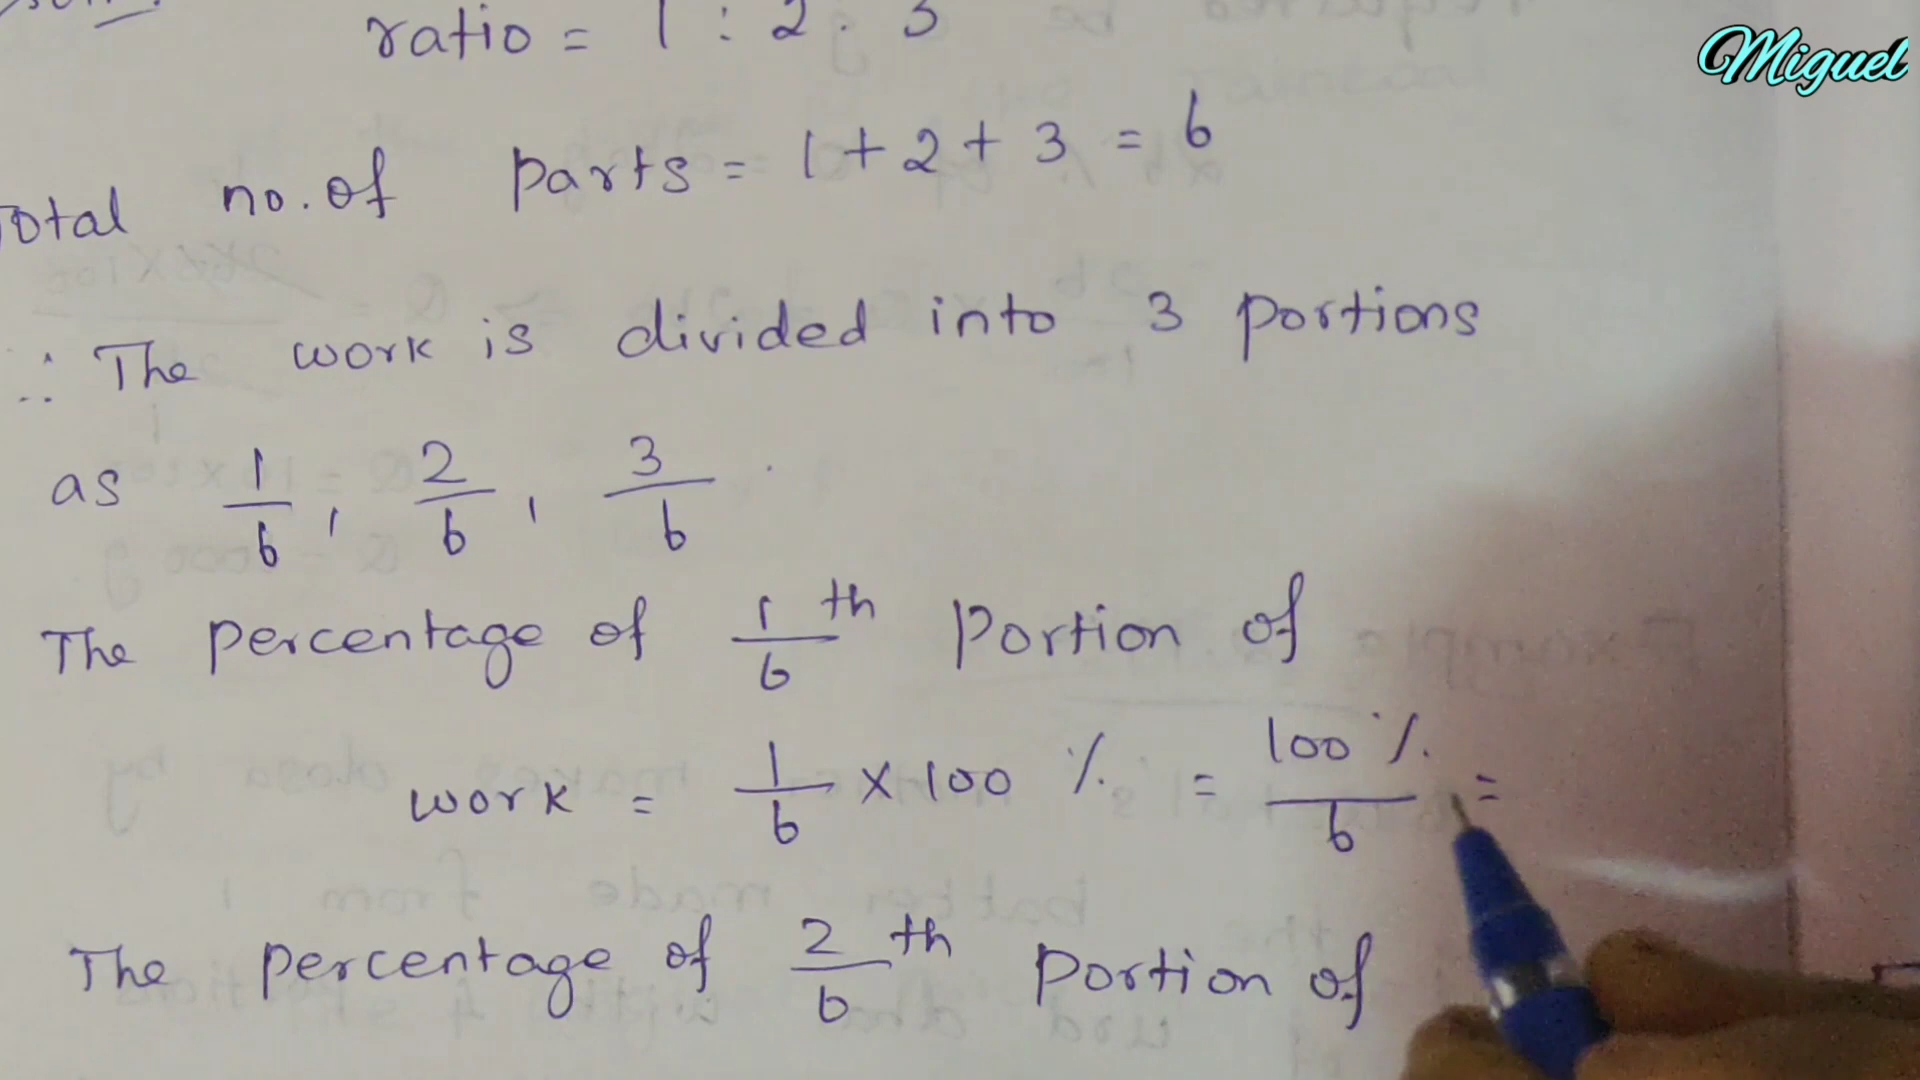 Miguel
ratio = 1 : 2 : 3
Total no. of parts = 1 + 2 + 3 = 6
∴ The work is divided into 3 portions
as 1/6, 2/6, 3/6.
The percentage of 1/6 th portion of
work = 1/6 × 100 % = 100 %/6 =
The percentage of 2/6 th portion of